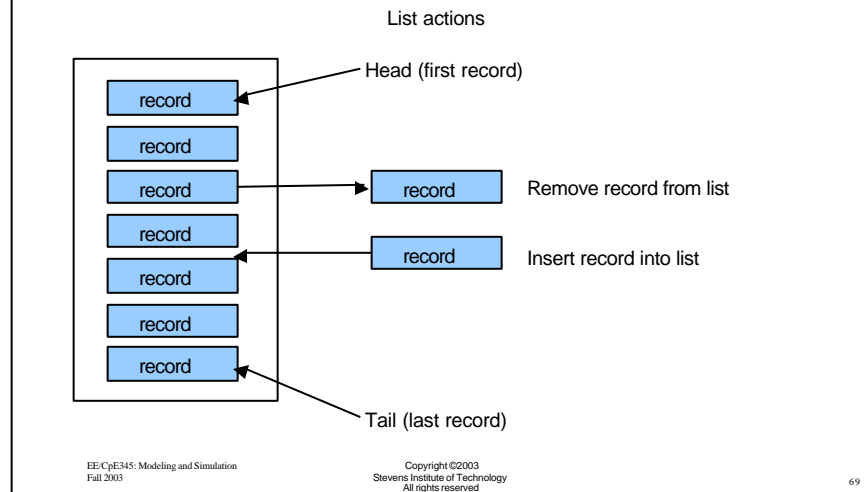 List actions
Head (first record)
record
record
record
record Remove record from list
record
record Insert record into list
record
record
record
Tail (last record)
EE/CpE345: Modeling and Simulation
Fall 2003
Copyright ©2003
Stevens Institute of Technology
All rights reserved
69